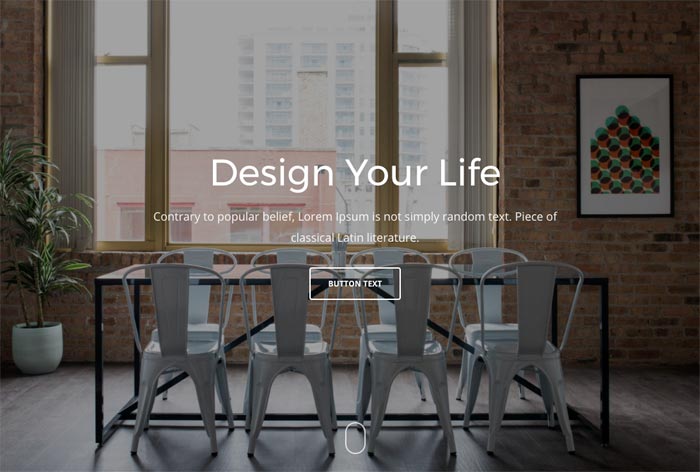 Design Your Life
Contrary to popular belief, Lorem Ipsum is not simply random text. Piece of
classical Latin literature.
BUTTON TEXT